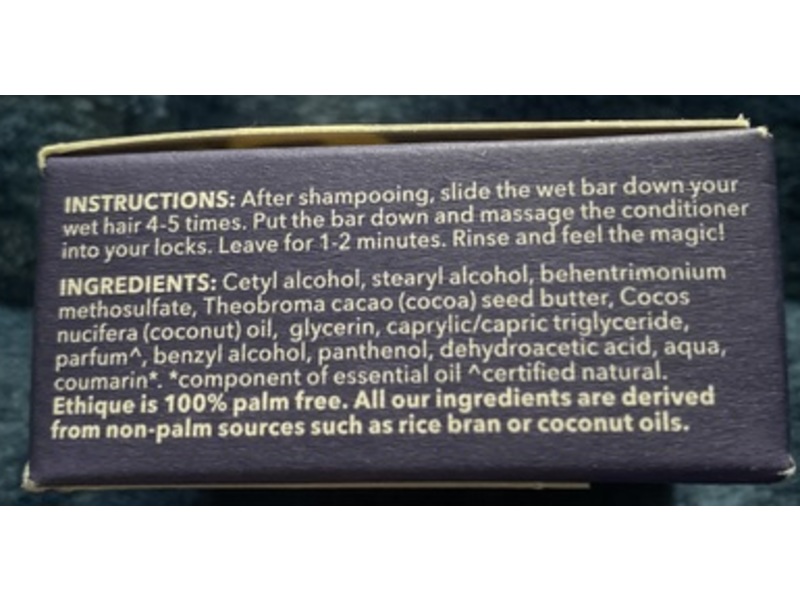 INSTRUCTIONS: After shampooing, slide the wet bar down your
wet hair 4-5 times. Put the bar down and massage the conditioner
into your locks. Leave for 1-2 minutes. Rinse and feel the magic!
INGREDIENTS: Cetyl alcohol, stearyl alcohol, behentrimonium
methosulfate, Theobroma cacao (cocoa) seed butter, Cocos
nucifera (coconut) oil, glycerin, caprylic/capric triglyceride,
parfum^, benzyl alcohol, panthenol, dehydroacetic acid, aqua,
coumarin*. *component of essential oil ^certified natural.
Ethique is 100% palm free. All our ingredients are derived
from non-palm sources such as rice bran or coconut oils.